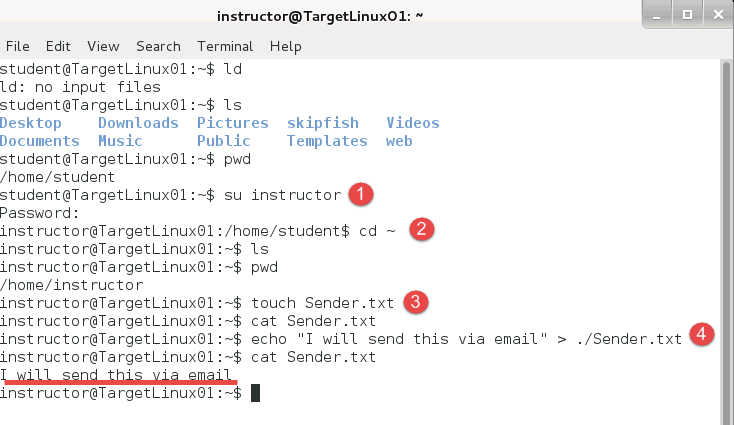 instructor@TargetLinux01: ~
File Edit View Search Terminal Help
student@TargetLinux01:~$ ld
ld: no input files
student@TargetLinux01:~$ ls
Desktop Downloads Pictures skipfish Videos
Documents Music Public Templates web
student@TargetLinux01:~$ pwd
/home/student
student@TargetLinux01:~$ su instructor 1
Password:
instructor@TargetLinux01:/home/student$ cd ~ 2
instructor@TargetLinux01:~$ ls
instructor@TargetLinux01:~$ pwd
/home/instructor
instructor@TargetLinux01:~$ touch Sender.txt 3
instructor@TargetLinux01:~$ cat Sender.txt
instructor@TargetLinux01:~$ echo "I will send this via email" > ./Sender.txt 4
instructor@TargetLinux01:~$ cat Sender.txt
I will send this via email
instructor@TargetLinux01:~$